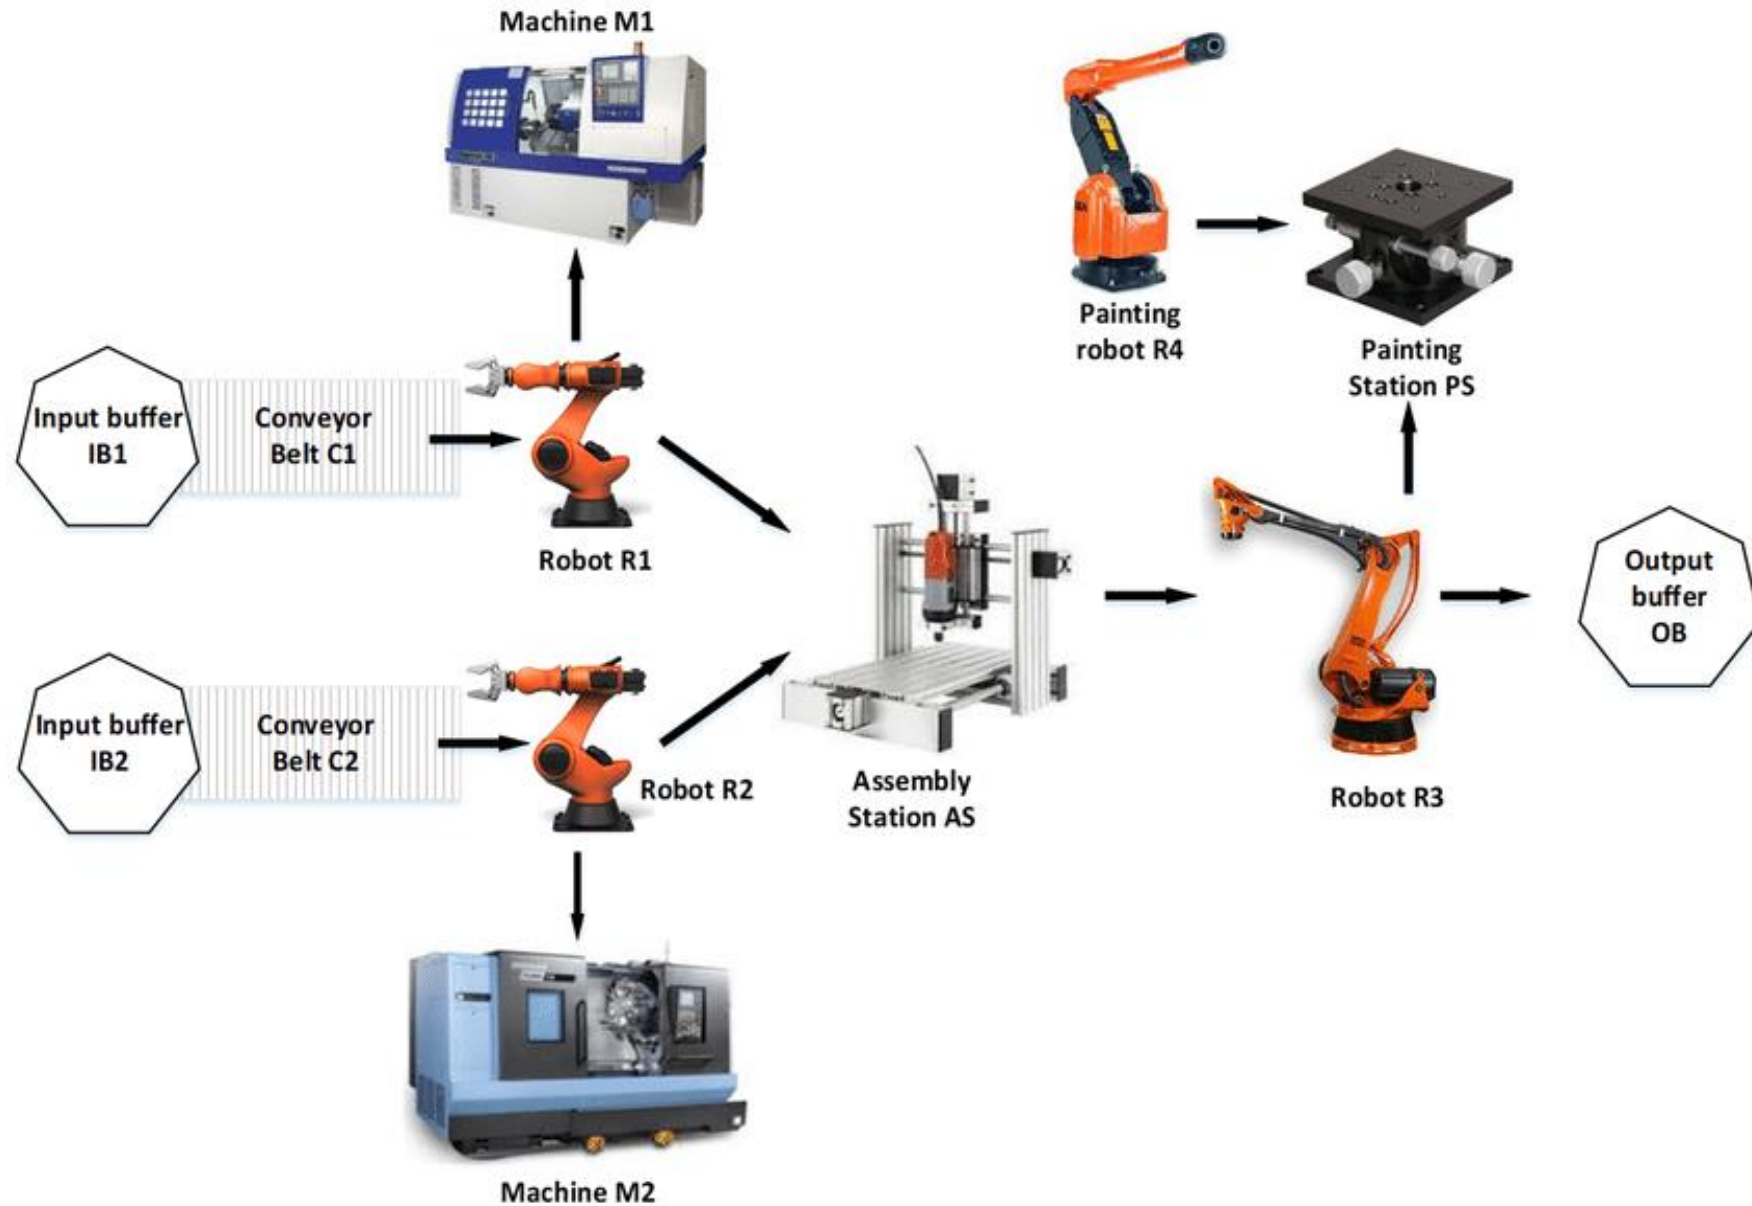 Machine M1
Painting
robot R4
Painting
Station PS
Input buffer
IB1
Conveyor
Belt C1
Robot R1
Output
buffer
OB
Input buffer
IB2
Conveyor
Belt C2
Robot R2
Assembly
Station AS
Robot R3
Machine M2